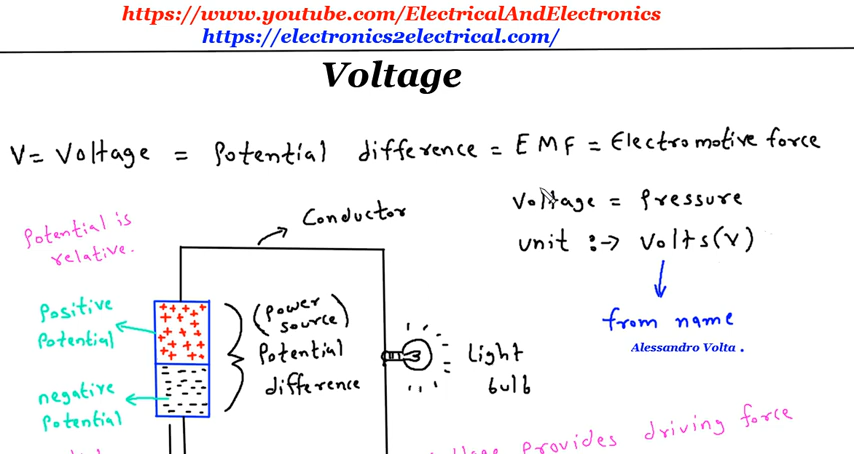 https://www.youtube.com/ElectricalAndElectronics
https://electronics2electrical.com/
Voltage
V = Voltage = Potential difference = EMF = Electromotive force
Voltage = Pressure
unit :→ Volts (V)
from name
Alessandro Volta .
Potential is
relative.
Conductor
Positive
Potential
negative
Potential
(Power
source)
Potential
difference
Light
bulb
provides driving force